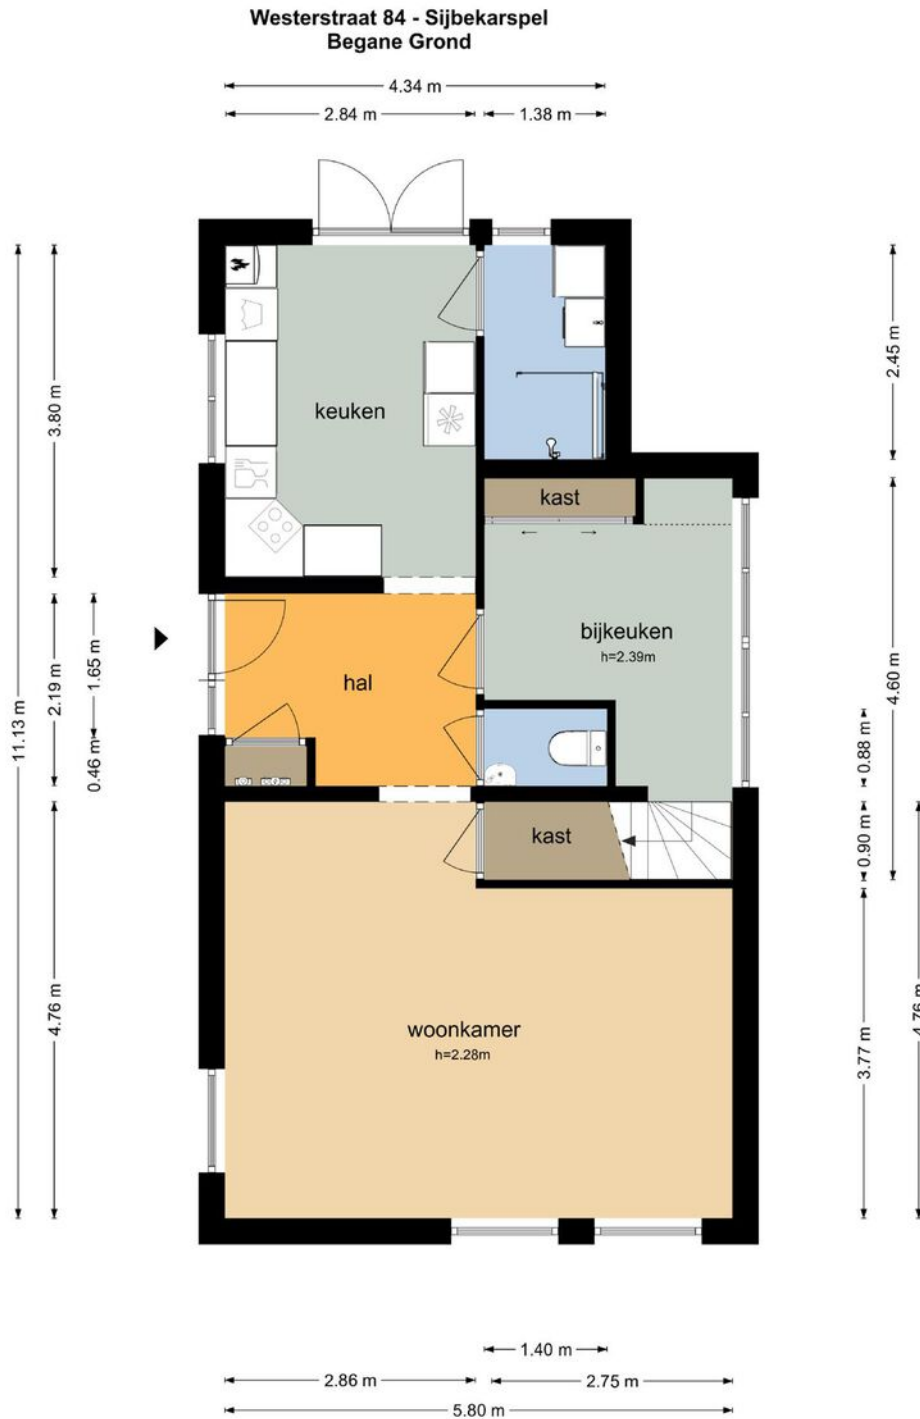 Westerstraat 84 - Sijbekarspel
Begane Grond
4.34 m
2.84 m
1.38 m
3.80 m
2.45 m
keuken
kast
bijkeuken
h=2.39m
hal
11.13 m
2.19 m
1.65 m
0.46 m
4.60 m
0.88 m
0.90 m
kast
woonkamer
h=2.28m
4.76 m
3.77 m
4.76 m
1.40 m
2.86 m
2.75 m
5.80 m